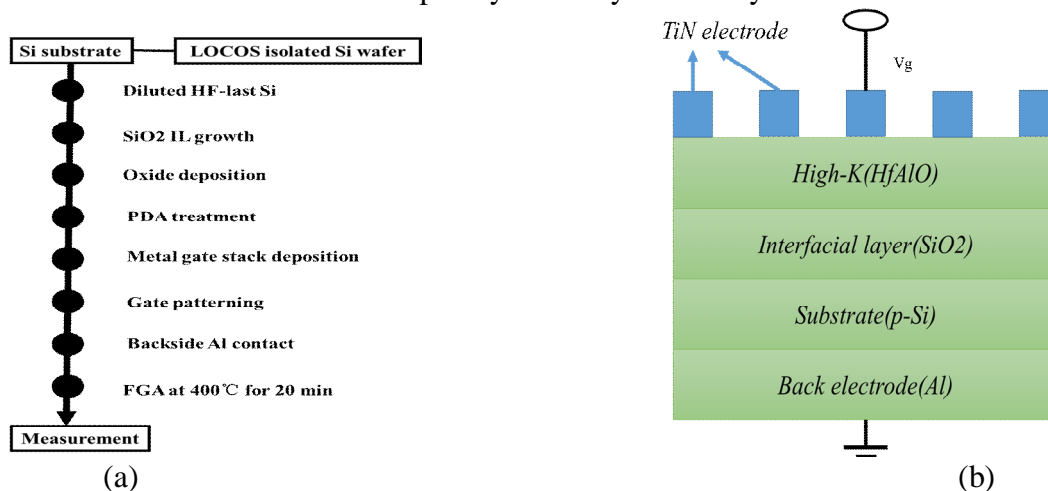 Si substrate
LOCOS isolated Si wafer
Diluted HF-last Si
SiO2 IL growth
Oxide deposition
PDA treatment
Metal gate stack deposition
Gate patterning
Backside Al contact
FGA at 400℃ for 20 min
Measurement
(a)
TiN electrode
Vg
High-K(HfAlO)
Interfacial layer(SiO2)
Substrate(p-Si)
Back electrode(Al)
(b)